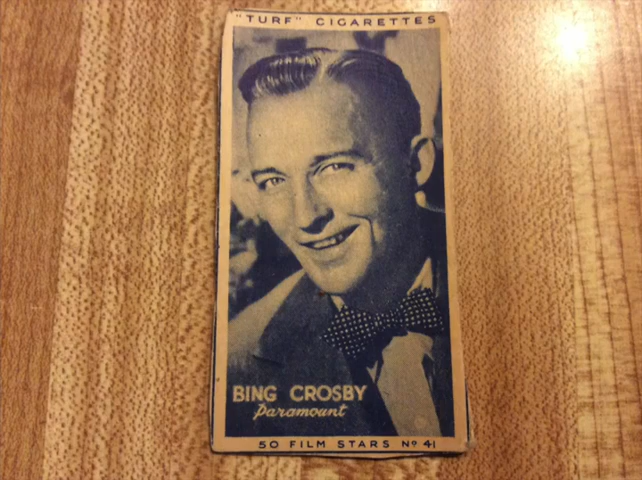 "TURF" CIGARETTES
BING CROSBY
Paramount
50 FILM STARS Nº 41